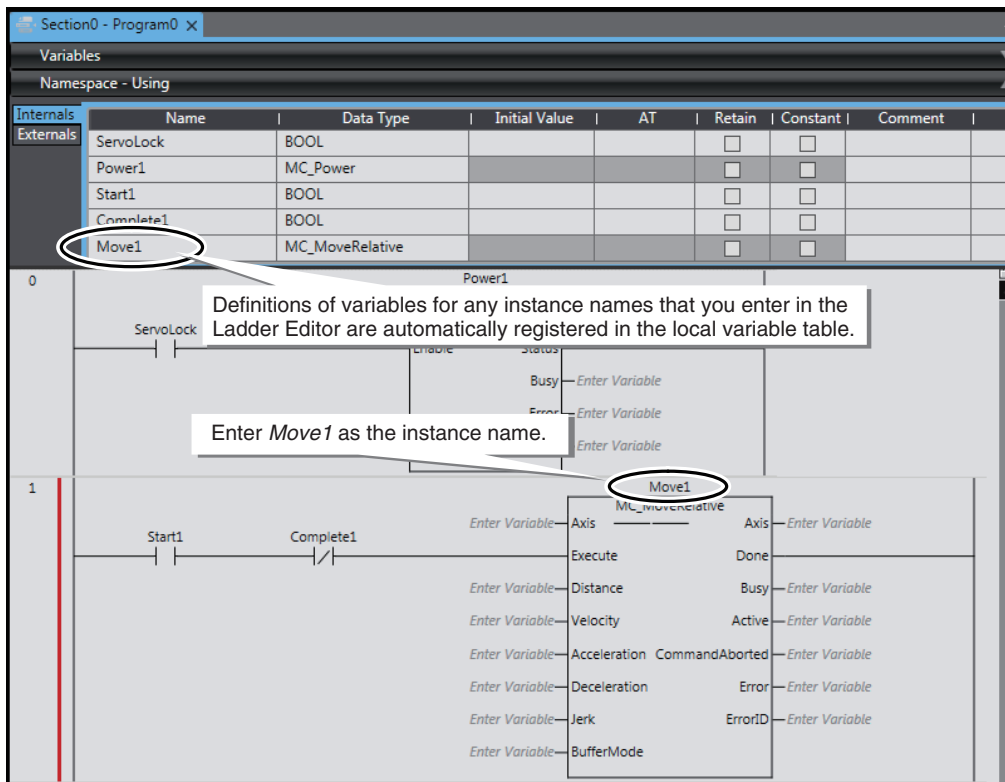 Section0 - Program0 ×
Variables
Namespace - Using
Internals
Externals
Name Data Type Initial Value AT Retain Constant Comment
ServoLock BOOL
Power1 MC_Power
Start1 BOOL
Complete1 BOOL
Move1 MC_MoveRelative
0 Power1
Definitions of variables for any instance names that you enter in the
Ladder Editor are automatically registered in the local variable table.
ServoLock
Enable Status
Busy Enter Variable
Error Enter Variable
Enter Move1 as the instance name.
Enter Variable
1 Move1
MC_MoveRelative
Enter Variable Axis Axis Enter Variable
Start1 Complete1
Execute Done
Enter Variable Distance Busy Enter Variable
Enter Variable Velocity Active Enter Variable
Enter Variable Acceleration CommandAborted Enter Variable
Enter Variable Deceleration Error Enter Variable
Enter Variable Jerk ErrorID Enter Variable
Enter Variable BufferMode